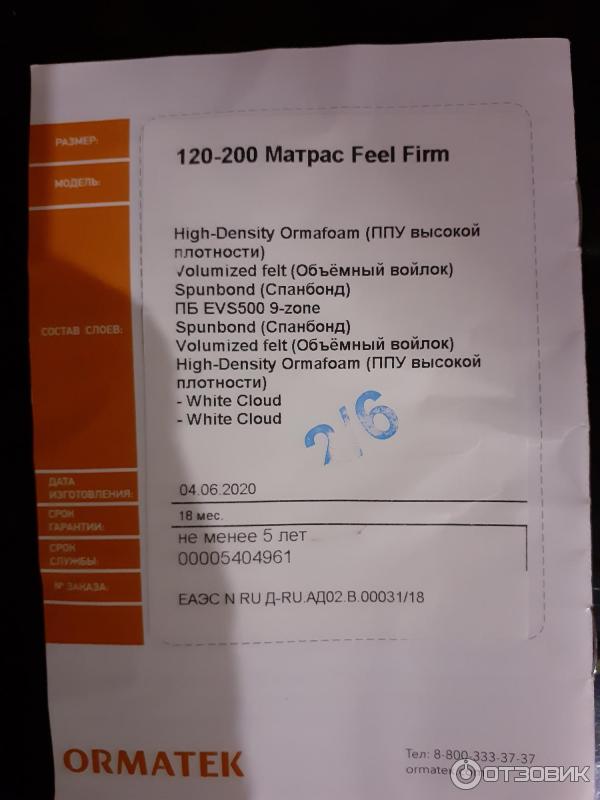 РАЗМЕР:
120-200 Матрас Feel Firm
МОДЕЛЬ:
СОСТАВ СЛОЕВ:
High-Density Ormafoam (ППУ высокой
плотности)
Volumized felt (Объёмный войлок)
Spunbond (Спанбонд)
ПБ EVS500 9-zone
Spunbond (Спанбонд)
Volumized felt (Объёмный войлок)
High-Density Ormafoam (ППУ высокой
плотности)
- White Cloud
- White Cloud
2/6
ДАТА
ИЗГОТОВЛЕНИЯ:
04.06.2020
СРОК
ГАРАНТИИ:
18 мес.
СРОК
СЛУЖБЫ:
не менее 5 лет
№ ЗАКАЗА:
00005404961
ЕАЭС N RU Д-RU.АД02.В.00031/18
ORMATEK
Тел: 8-800-333-37-37
ormatek.com
ОТЗОВИК